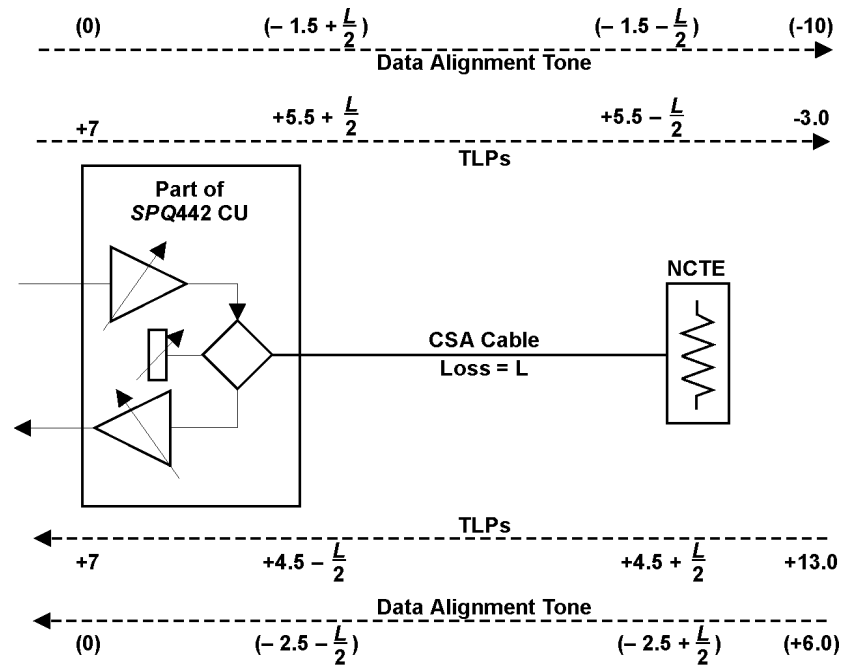 (0) (– 1.5 + L/2) (– 1.5 – L/2) (-10)
Data Alignment Tone
+7 +5.5 + L/2 +5.5 – L/2 -3.0
TLPs
Part of
SPQ442 CU
NCTE
CSA Cable
Loss = L
TLPs
+7 +4.5 – L/2 +4.5 + L/2 +13.0
Data Alignment Tone
(0) (– 2.5 – L/2) (– 2.5 + L/2) (+6.0)